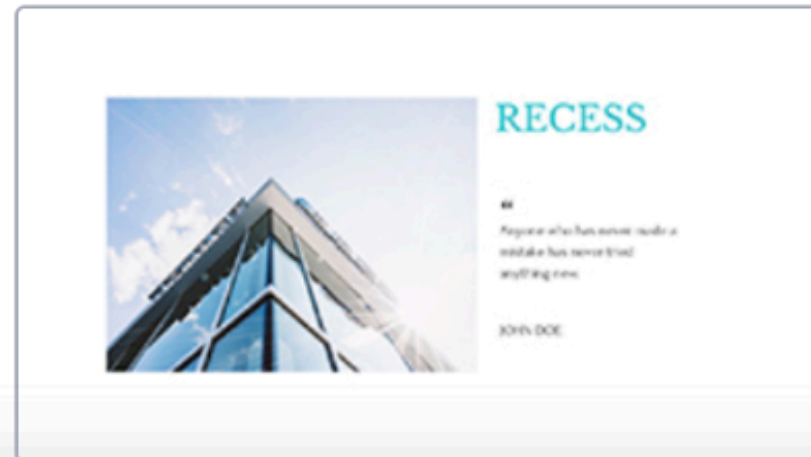 RECESS
“
Anyone who has never made a
mistake has never tried
anything new.
JOHN DOE